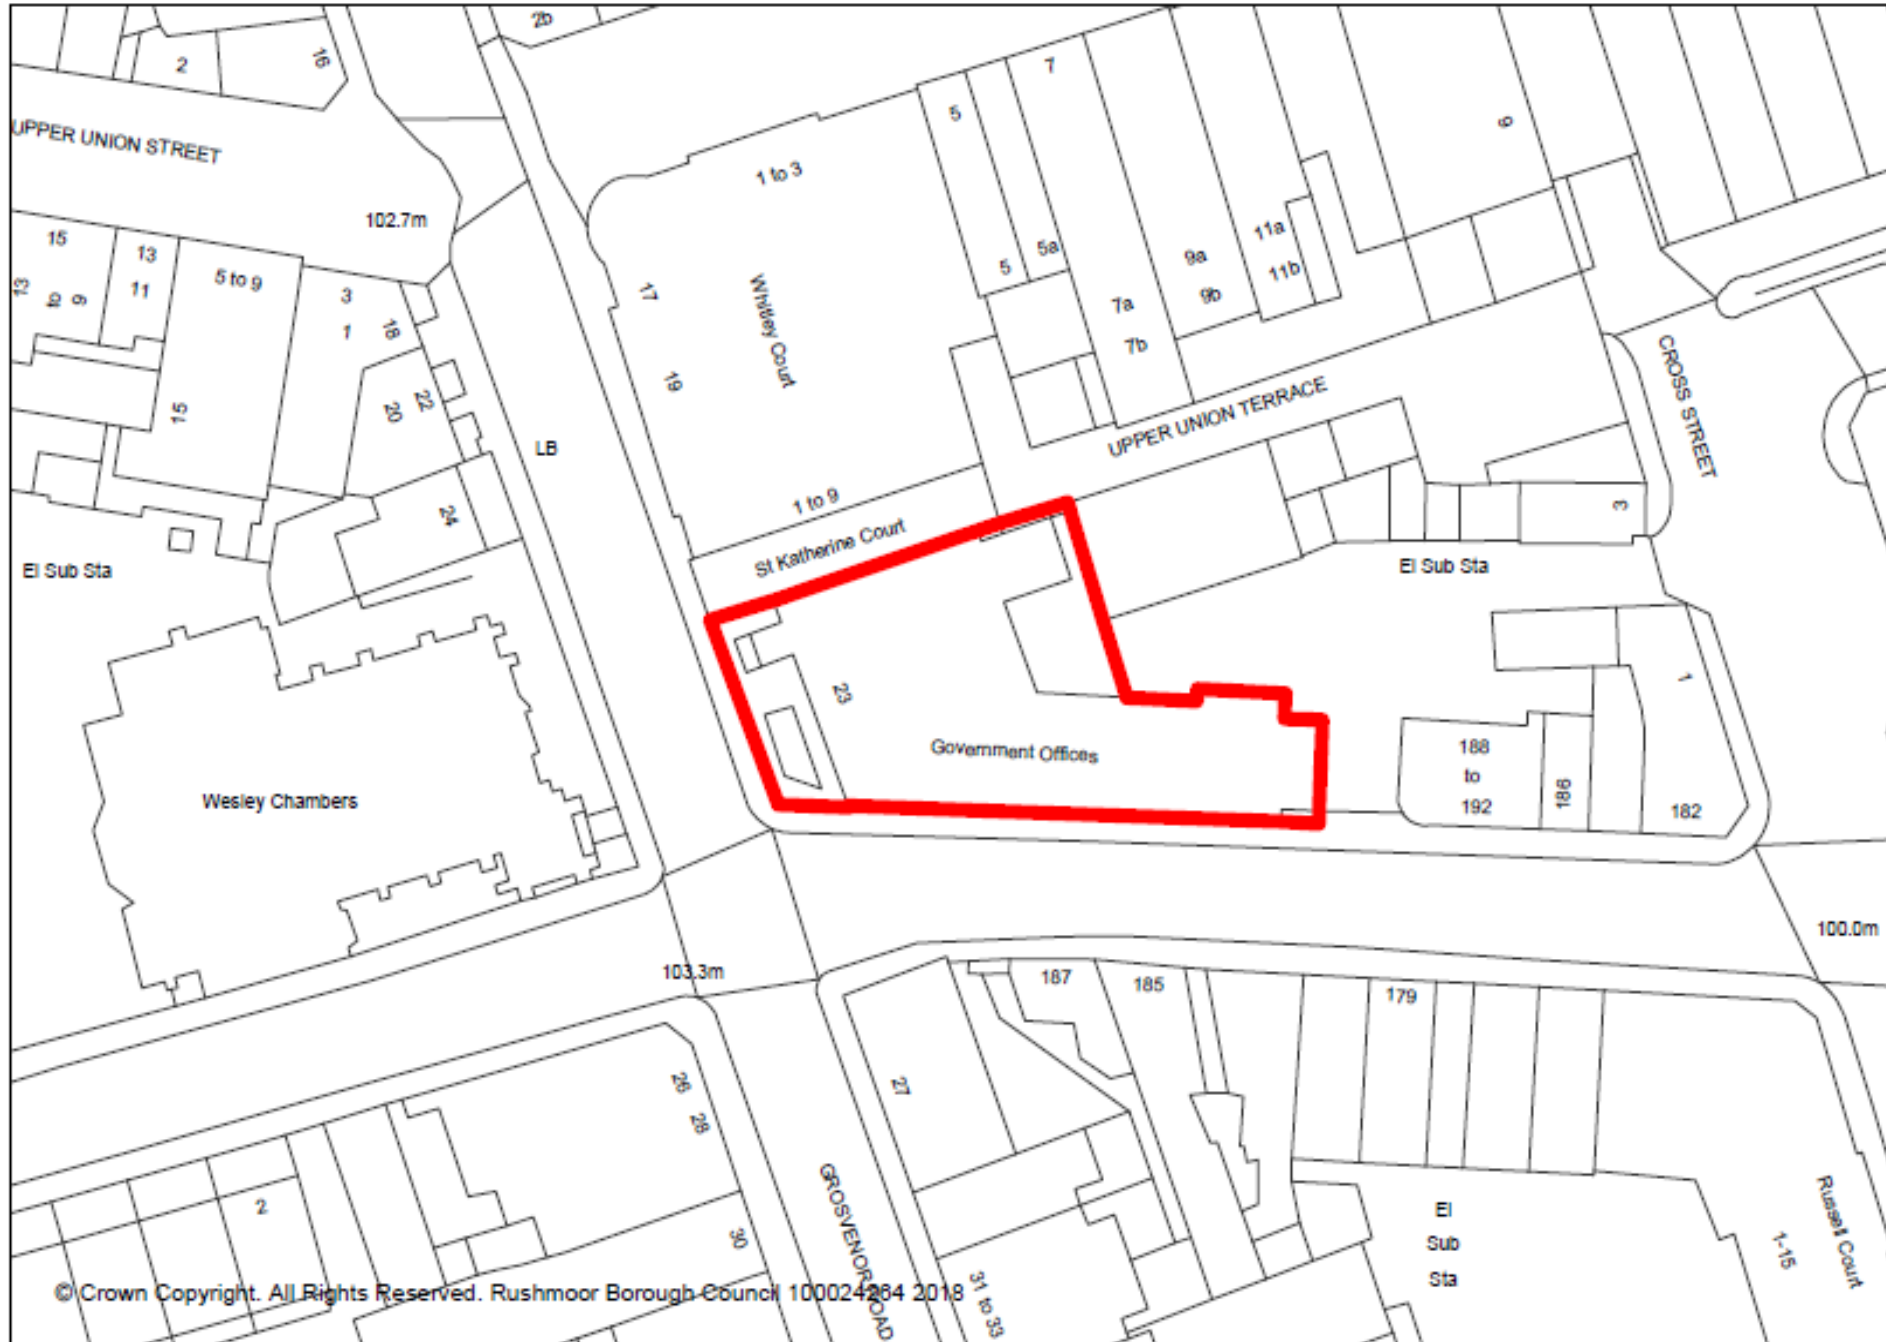 2b
2
16
7
UPPER UNION STREET
5
9
1 to 3
102.7m
15
13
11
5 to 9
13
to
9
3
1
18
17
Whitley Court
5
5a
9a
9b
11a
11b
7a
7b
19
15
20
22
UPPER UNION TERRACE
CROSS STREET
LB
24
1 to 9
St Katherine Court
3
El Sub Sta
El Sub Sta
23
1
Government Offices
188
to
192
186
182
Wesley Chambers
100.0m
103.3m
187
185
179
26
28
27
GROSVENOR ROAD
2
30
31 to 33
El
Sub
Sta
1-15
Russell Court
© Crown Copyright. All Rights Reserved. Rushmoor Borough Council 100024264 2018